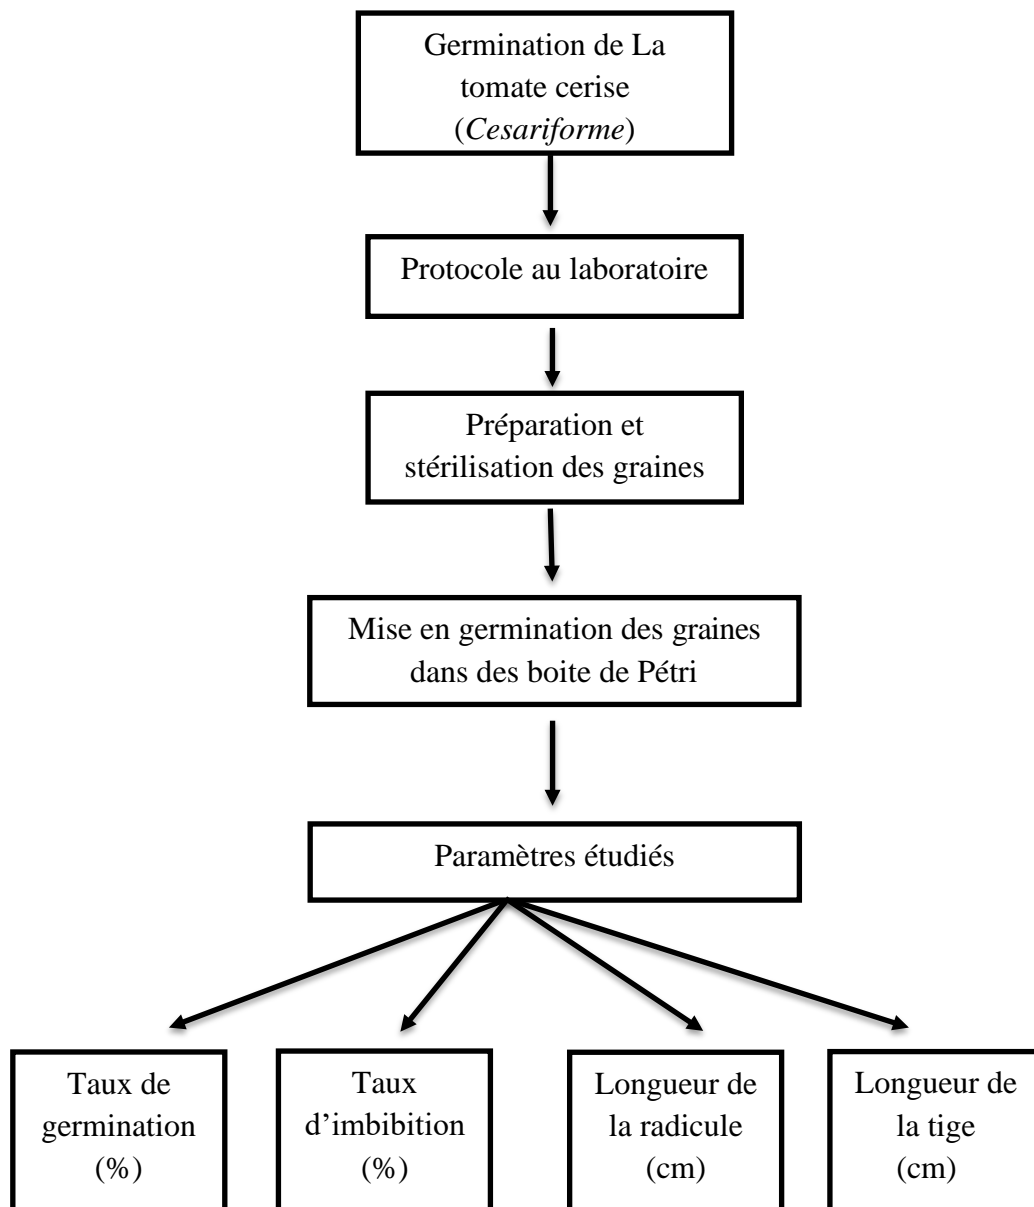 Germination de La
tomate cerise
(Cesariforme)
Protocole au laboratoire
Préparation et
stérilisation des graines
Mise en germination des graines
dans des boite de Pétri
Paramètres étudiés
Taux de
germination
(%)
Taux
d’imbibition
(%)
Longueur de
la radicule
(cm)
Longueur de
la tige
(cm)